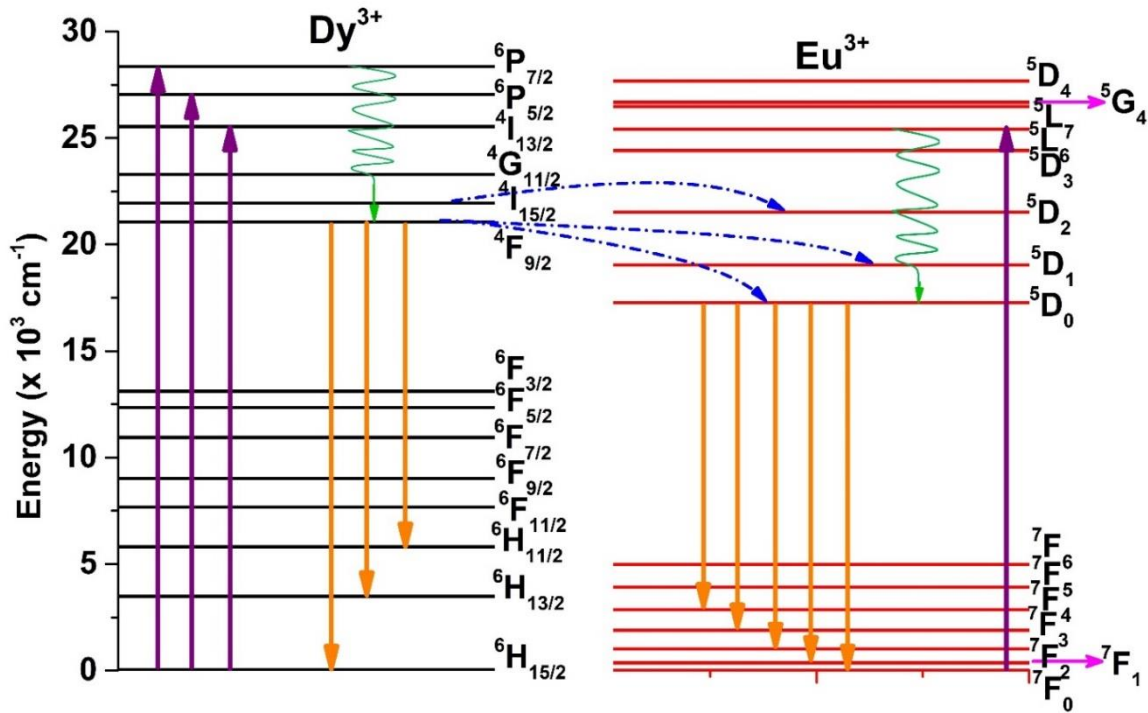 Dy³⁺
Eu³⁺
Energy (x 10³ cm⁻¹)
30
25
20
15
10
5
0
⁶P₇/₂
⁶P₅/₂
⁴I₁₃/₂
⁴G₁₁/₂
⁴I₁₅/₂
⁴F₉/₂
⁶F₃/₂
⁶F₅/₂
⁶F₇/₂
⁶F₉/₂
⁶F₁₁/₂
⁶H₁₁/₂
⁶H₁₃/₂
⁶H₁₅/₂
⁵D₄
⁵G₄
⁵L₇
⁵L₆
⁵D₃
⁵D₂
⁵D₁
⁵D₀
⁷F₆
⁷F₅
⁷F₄
⁷F₃
⁷F₂
⁷F₁
⁷F₀